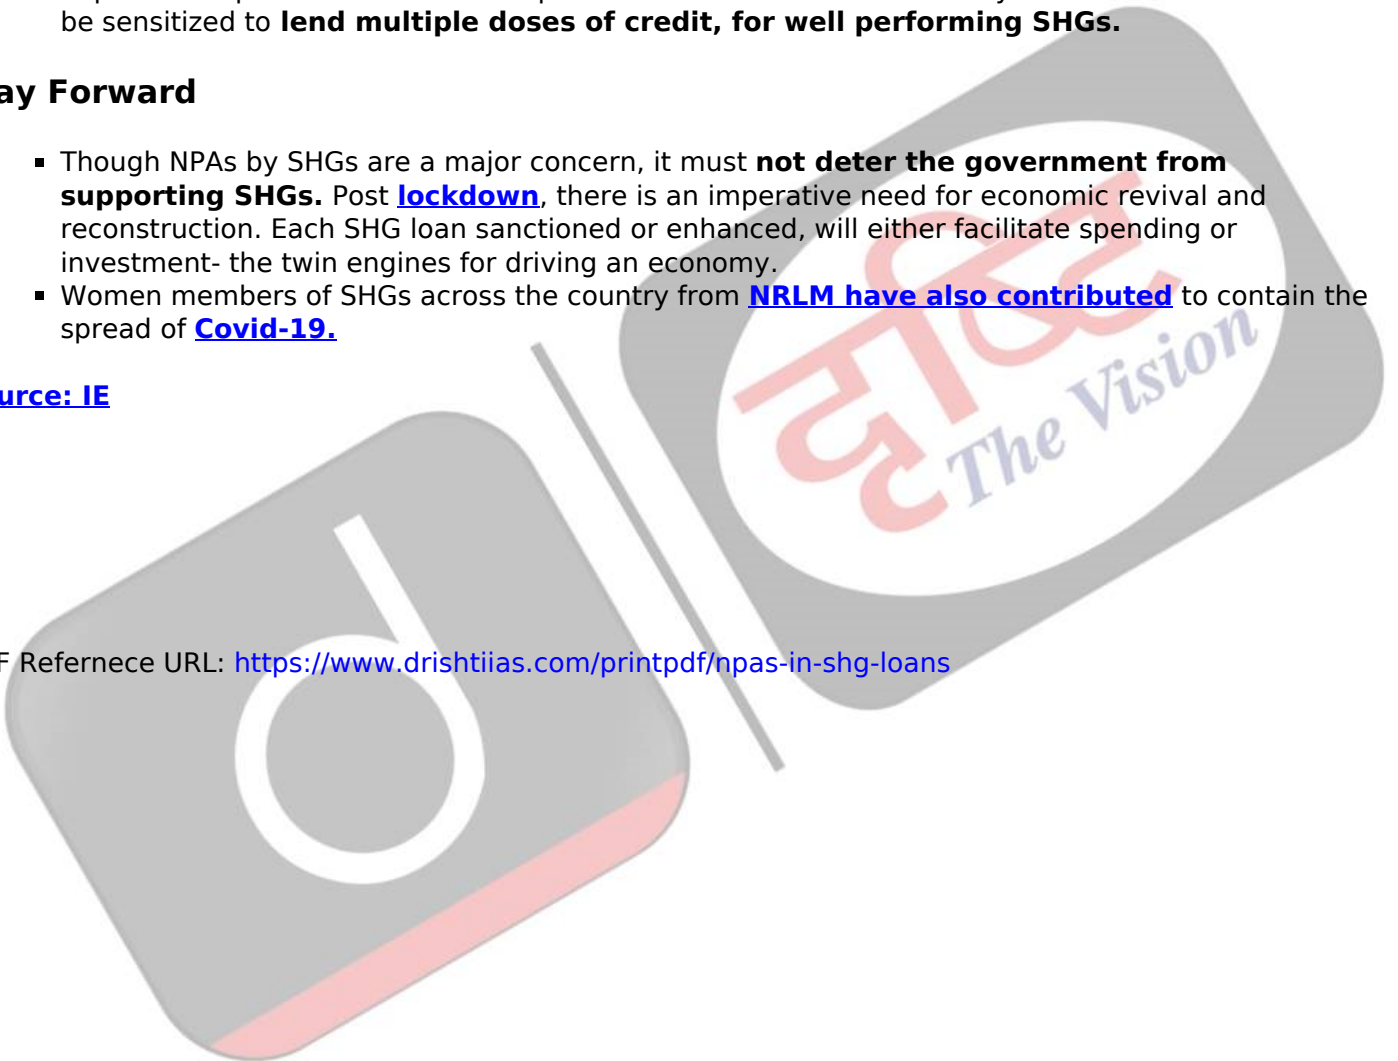 be sensitized to lend multiple doses of credit, for well performing SHGs.
ay Forward
▪ Though NPAs by SHGs are a major concern, it must not deter the government from
supporting SHGs. Post lockdown, there is an imperative need for economic revival and
reconstruction. Each SHG loan sanctioned or enhanced, will either facilitate spending or
investment- the twin engines for driving an economy.
▪ Women members of SHGs across the country from NRLM have also contributed to contain the
spread of Covid-19.
urce: IE
दृष्टि
The Vision
F Refernece URL: https://www.drishtiias.com/printpdf/npas-in-shg-loans